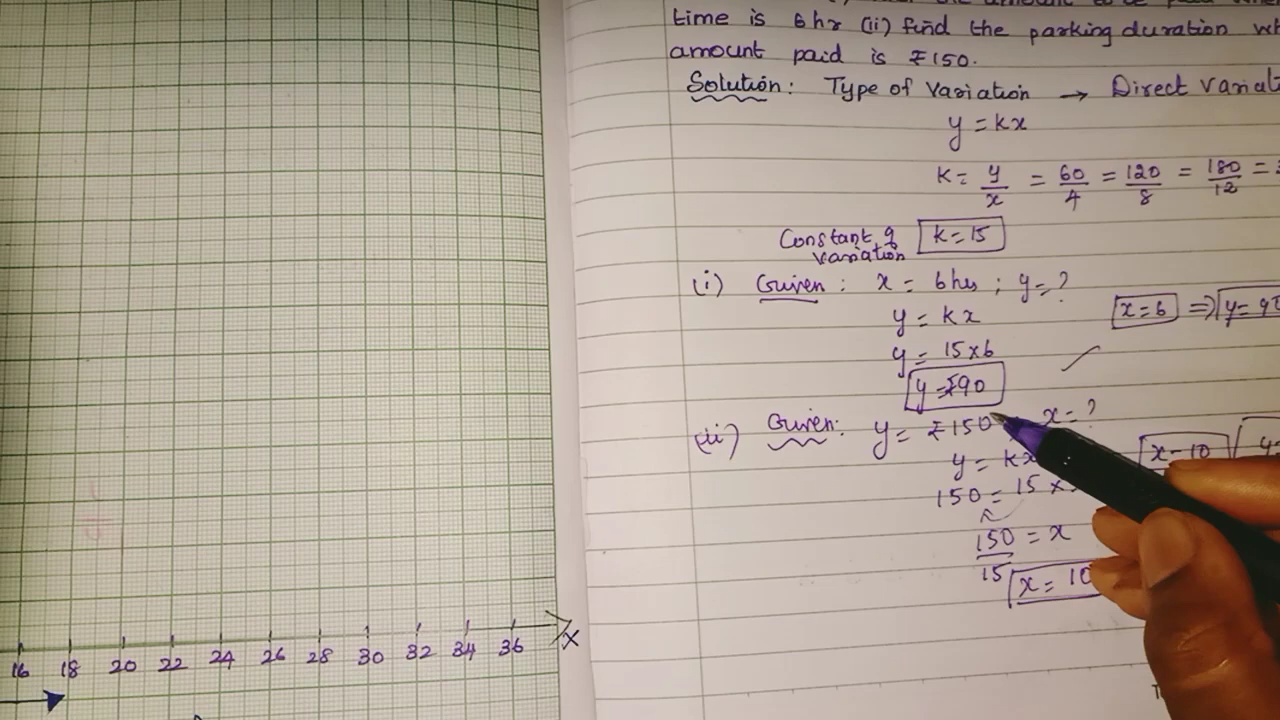 time is 6 hr (ii) find the parking duration
amount paid is ₹150.
Solution: Type of Variation → Direct
y = kx
k = y/x = 60/4 = 120/8 = 180/12 =
Constant of variation k = 15
(i) Given: x = 6 hrs ; y = ?
y = kx
x = 6 ⇒
y = 15 x 6
y = ₹90
(ii) Given: y = ₹150 x = ?
y = kx
x = 10
150 = 15 x
150/15 = x
x = 10
16 18 20 22 24 26 28 30 32 34 36 x